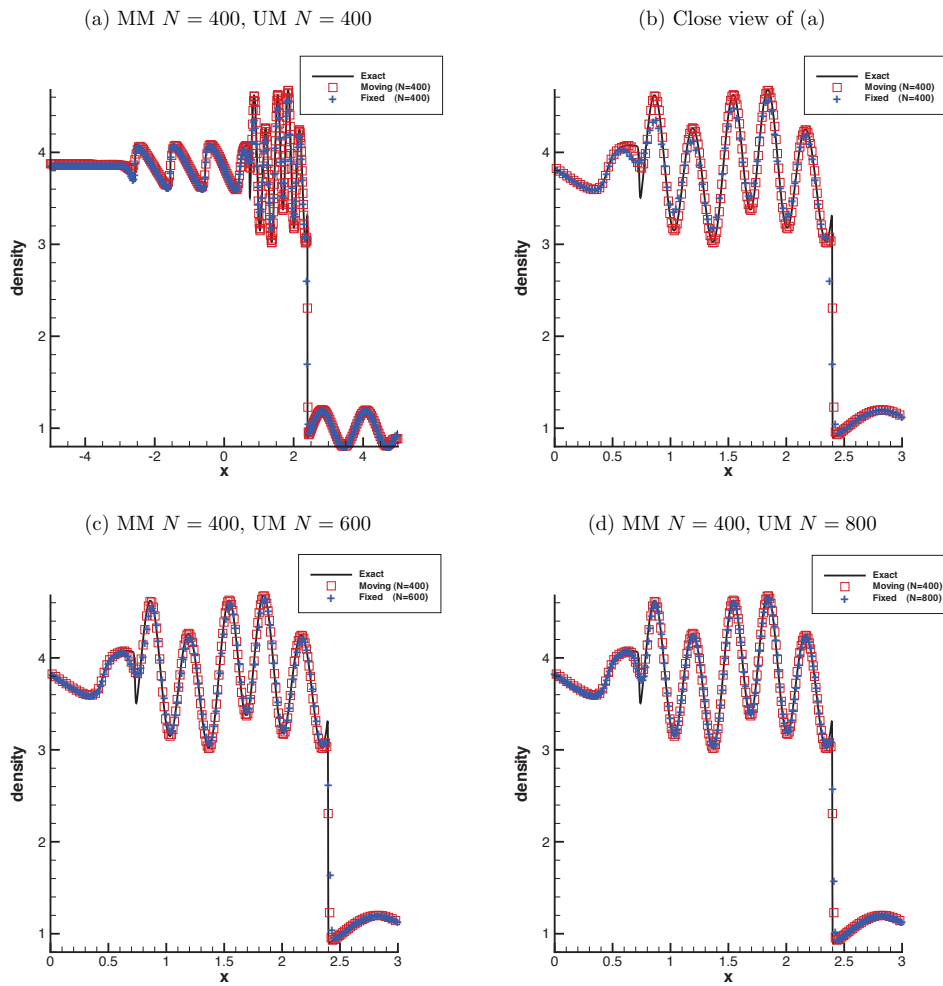 (a) MM N = 400, UM N = 400
(b) Close view of (a)
Exact
Moving (N=400)
Fixed (N=400)
density
4
3
2
1
-4
-2
0
2
4
x
Exact
Moving (N=400)
Fixed (N=400)
density
4
3
2
1
0
0.5
1
1.5
2
2.5
3
x
(c) MM N = 400, UM N = 600
(d) MM N = 400, UM N = 800
Exact
Moving (N=400)
Fixed (N=600)
density
4
3
2
1
0
0.5
1
1.5
2
2.5
3
x
Exact
Moving (N=400)
Fixed (N=800)
density
4
3
2
1
0
0.5
1
1.5
2
2.5
3
x